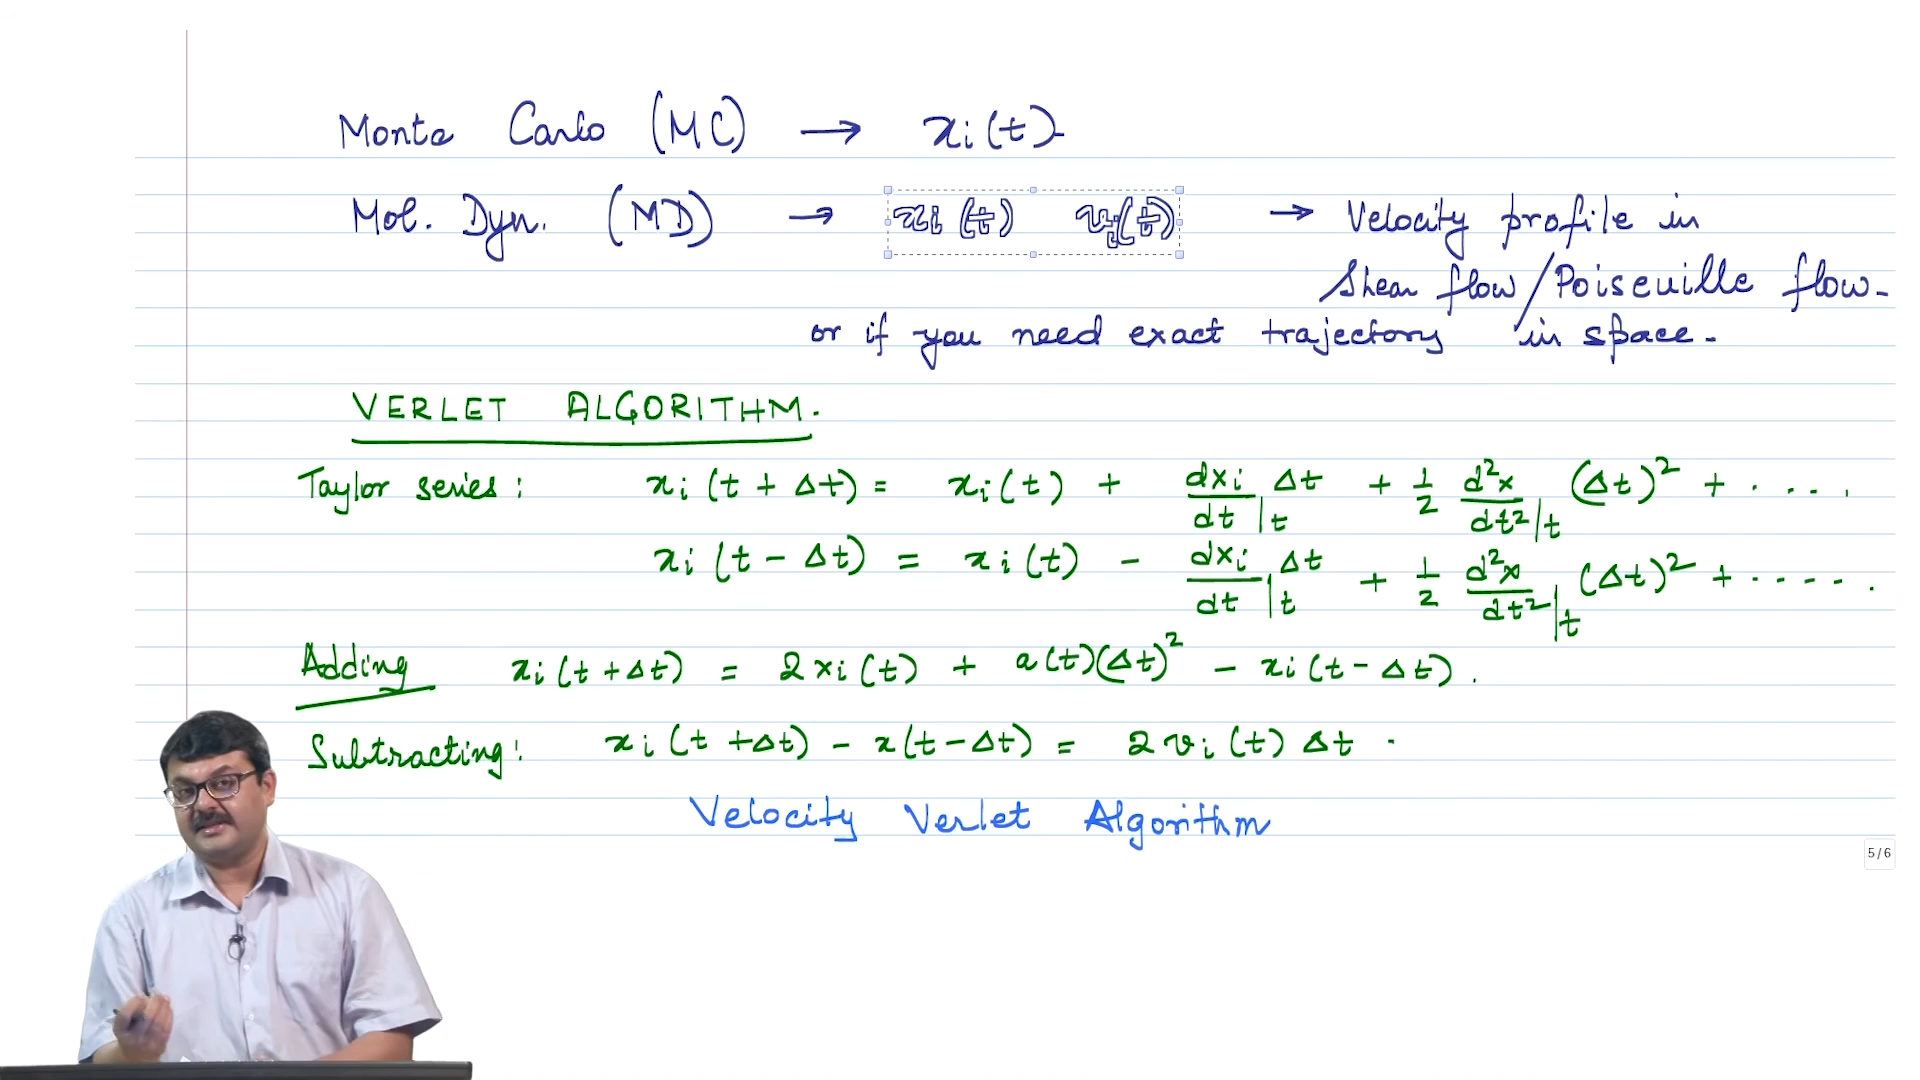 Monte Carlo (MC) → xi(t)
Mol. Dyn. (MD) → xi(t) vi(t) → Velocity profile in
Shear flow/Poiseuille flow.
or if you need exact trajectory in space.
VERLET ALGORITHM.
Taylor series: xi(t + Δt) = xi(t) + dxi/dt|t Δt + 1/2 d²x/dt²|t (Δt)² + ....
xi(t - Δt) = xi(t) - dxi/dt|t Δt + 1/2 d²x/dt²|t (Δt)² + .....
Adding xi(t + Δt) = 2xi(t) + a(t)(Δt)² - xi(t - Δt).
Subtracting: xi(t + Δt) - x(t - Δt) = 2vi(t) Δt.
Velocity Verlet Algorithm
5/6